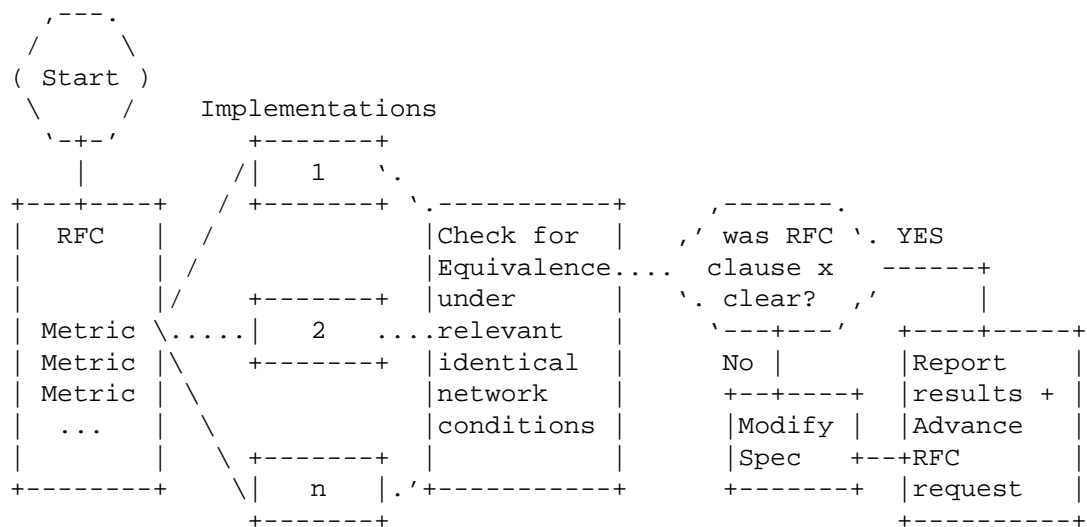 Start
Implementations
1
RFC
Metric
Metric
Metric
...
2
n
Check for
Equivalence
under
relevant
identical
network
conditions
was RFC
clause x
clear?
YES
No
Modify
Spec
Report
results +
Advance
RFC
request